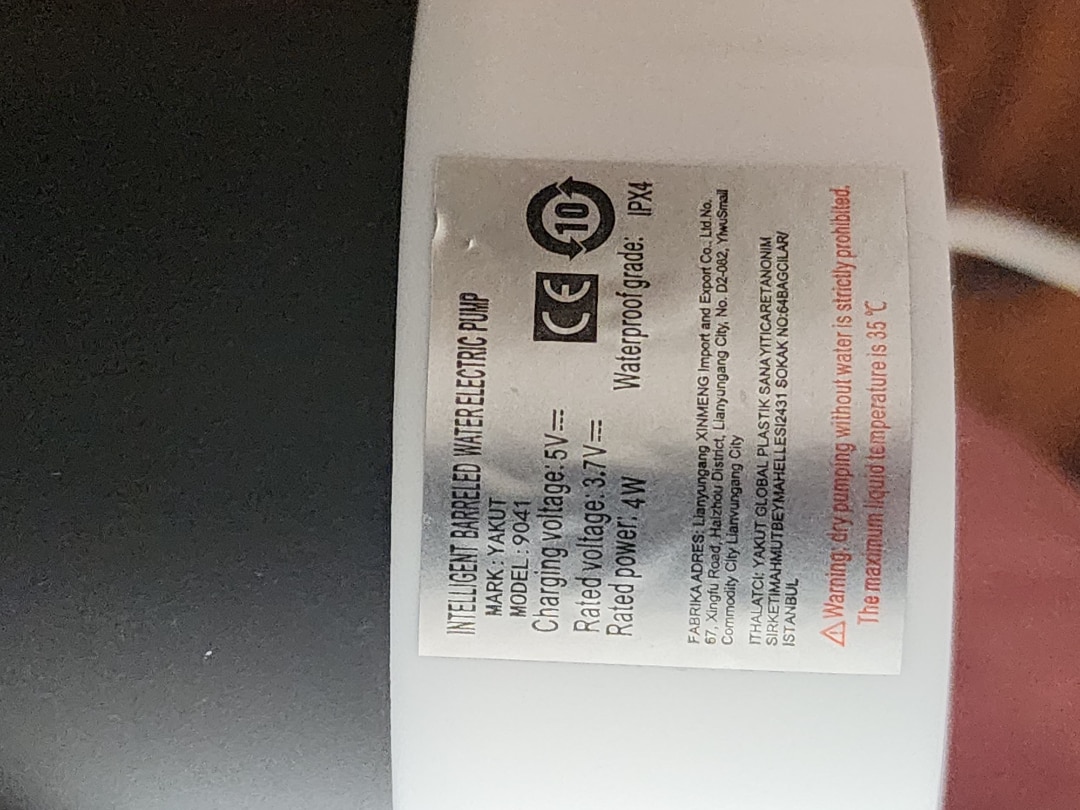 INTELLIGENT BARRELED WATER ELECTRIC PUMP
MARK: YAKUT
MODEL: 9041
Charging voltage: 5V⎓
Rated voltage: 3.7V⎓
Rated power: 4W
Waterproof grade: IPX4
CE
10
FABRIKA ADRES: Lianyungang XINMENG Import and Export Co., Ltd.No.
67, Xingfu Road, Haizhou District, Lianyungang City, No. D2-082, YiwuSmall
Commodity City Lianvungang City
ITHALATCI: YAKUT GLOBAL PLASTIK SANAYITICARETANONIM
SIRKETIMAHMUTBEYMAHELLESI2431 SOKAK NO:64BAGCILAR/
ISTANBUL
⚠Warning: dry pumping without water is strictly prohibited.
The maximum liquid temperature is 35 ℃